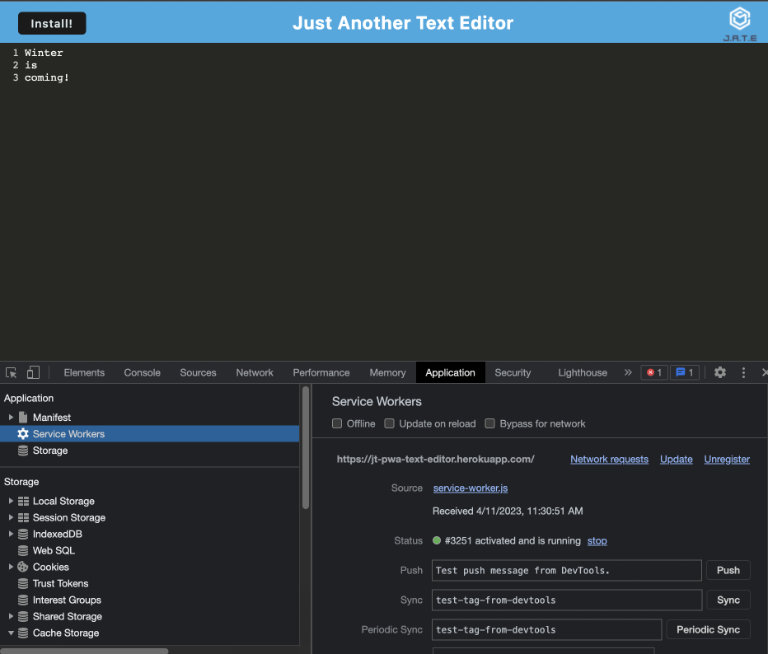 Install!
Just Another Text Editor
J.A.T.E
1 Winter
2 is
3 coming!
Elements Console Sources Network Performance Memory Application Security Lighthouse » 1 1
Application
Manifest
Service Workers
Storage
Storage
Local Storage
Session Storage
IndexedDB
Web SQL
Cookies
Trust Tokens
Interest Groups
Shared Storage
Cache Storage
Service Workers
Offline Update on reload Bypass for network
https://jt-pwa-text-editor.herokuapp.com/ Network requests Update Unregister
Source service-worker.js
Received 4/11/2023, 11:30:51 AM
Status #3251 activated and is running stop
Push Test push message from DevTools. Push
Sync test-tag-from-devtools Sync
Periodic Sync test-tag-from-devtools Periodic Sync